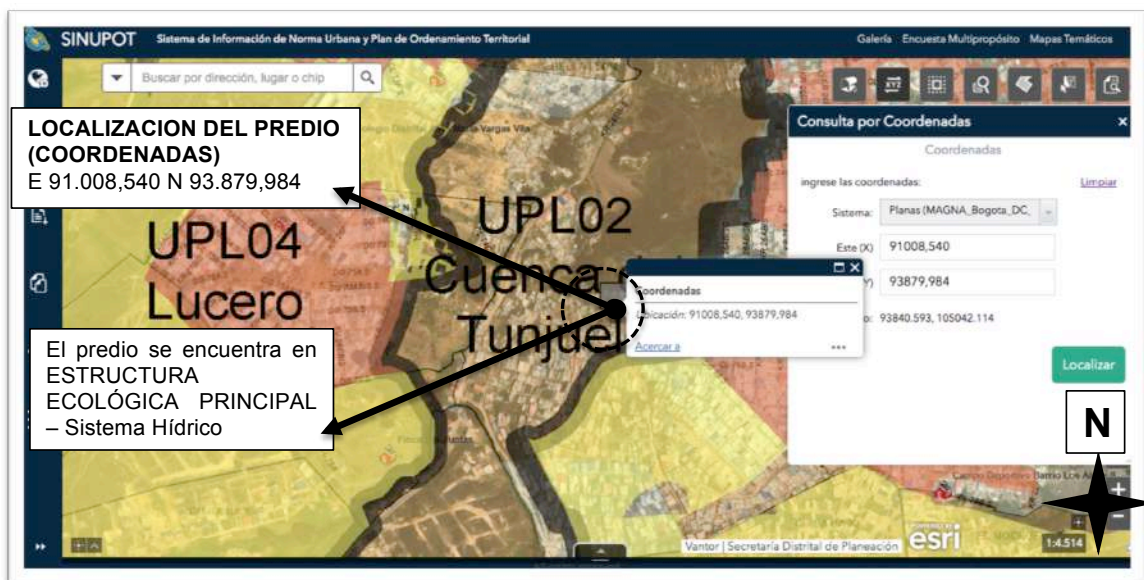 SINUPOT Sistema de Información de Norma Urbana y Plan de Ordenamiento Territorial
Galería Encuesta Multipropósito Mapas Temáticos
Buscar por dirección, lugar o chip
LOCALIZACION DEL PREDIO
(COORDENADAS)
E 91.008,540 N 93.879,984
Vargas Vila
Consulta por Coordenadas
Coordenadas
ingrese las coordenadas:
Limpiar
Sistema: Planas (MAGNA_Bogota_DC_
Este (X) 91008,540
Y) 93879,984
o: 93840.593, 105042.114
Localizar
UPL04
Lucero
UPL02
Cuenca
Tunjuel
Coordenadas
Ubicación: 91008,540, 93879,984
Acercar a
El predio se encuentra en
ESTRUCTURA
ECOLÓGICA PRINCIPAL
– Sistema Hídrico
N
Vantor | Secretaría Distrital de Planeación
POWERED BY
esri
1:4.514